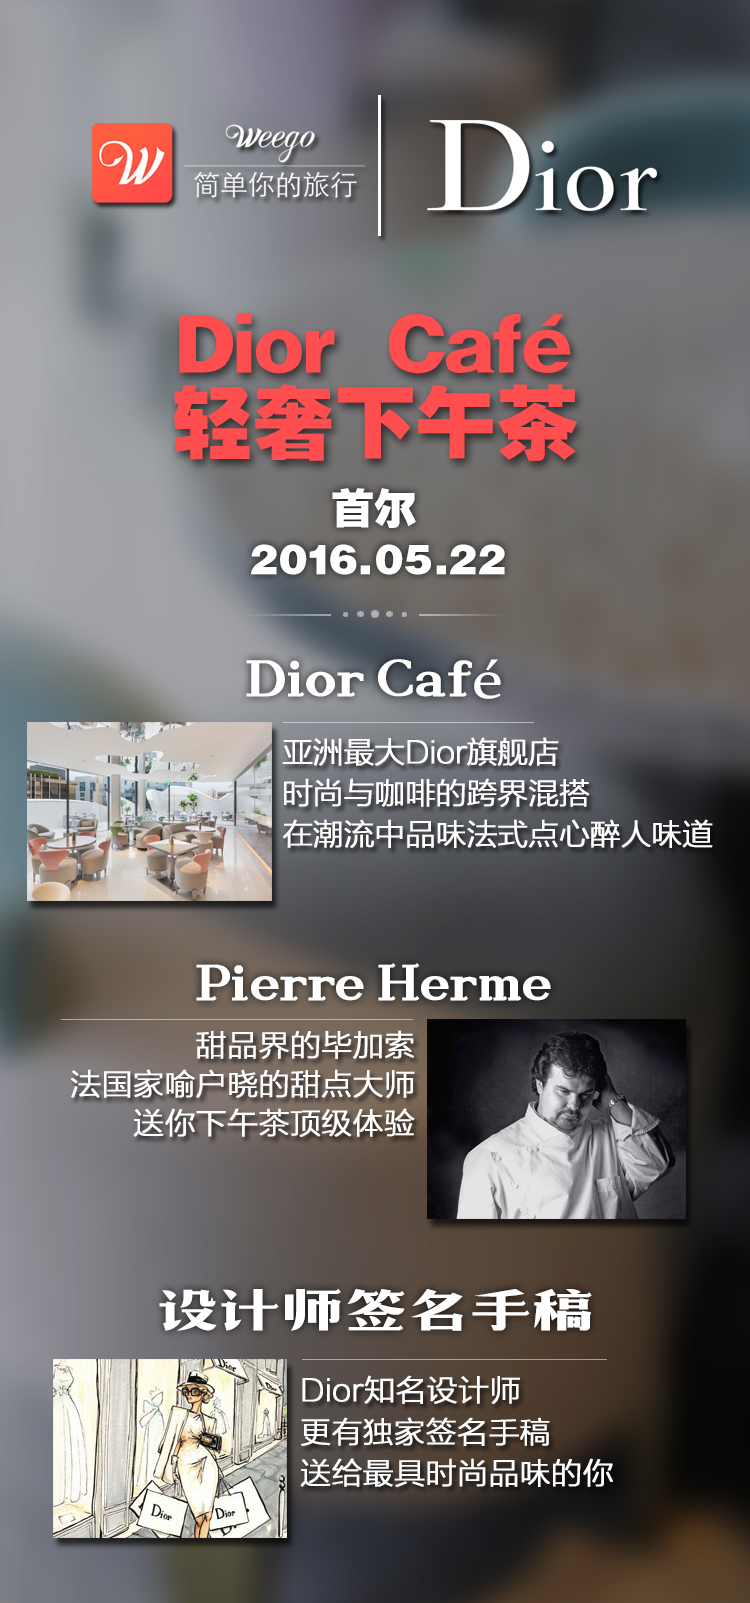 W
Weego
简单你的旅行
Dior
Dior Café
轻奢下午茶
首尔
2016.05.22
Dior Café
亚洲最大Dior旗舰店
时尚与咖啡的跨界混搭
在潮流中品味法式点心醉人味道
Pierre Herme
甜品界的毕加索
法国家喻户晓的甜点大师
送你下午茶顶级体验
设计师签名手稿
Dior知名设计师
更有独家签名手稿
送给最具时尚品味的你
Dior
Dior
Dior